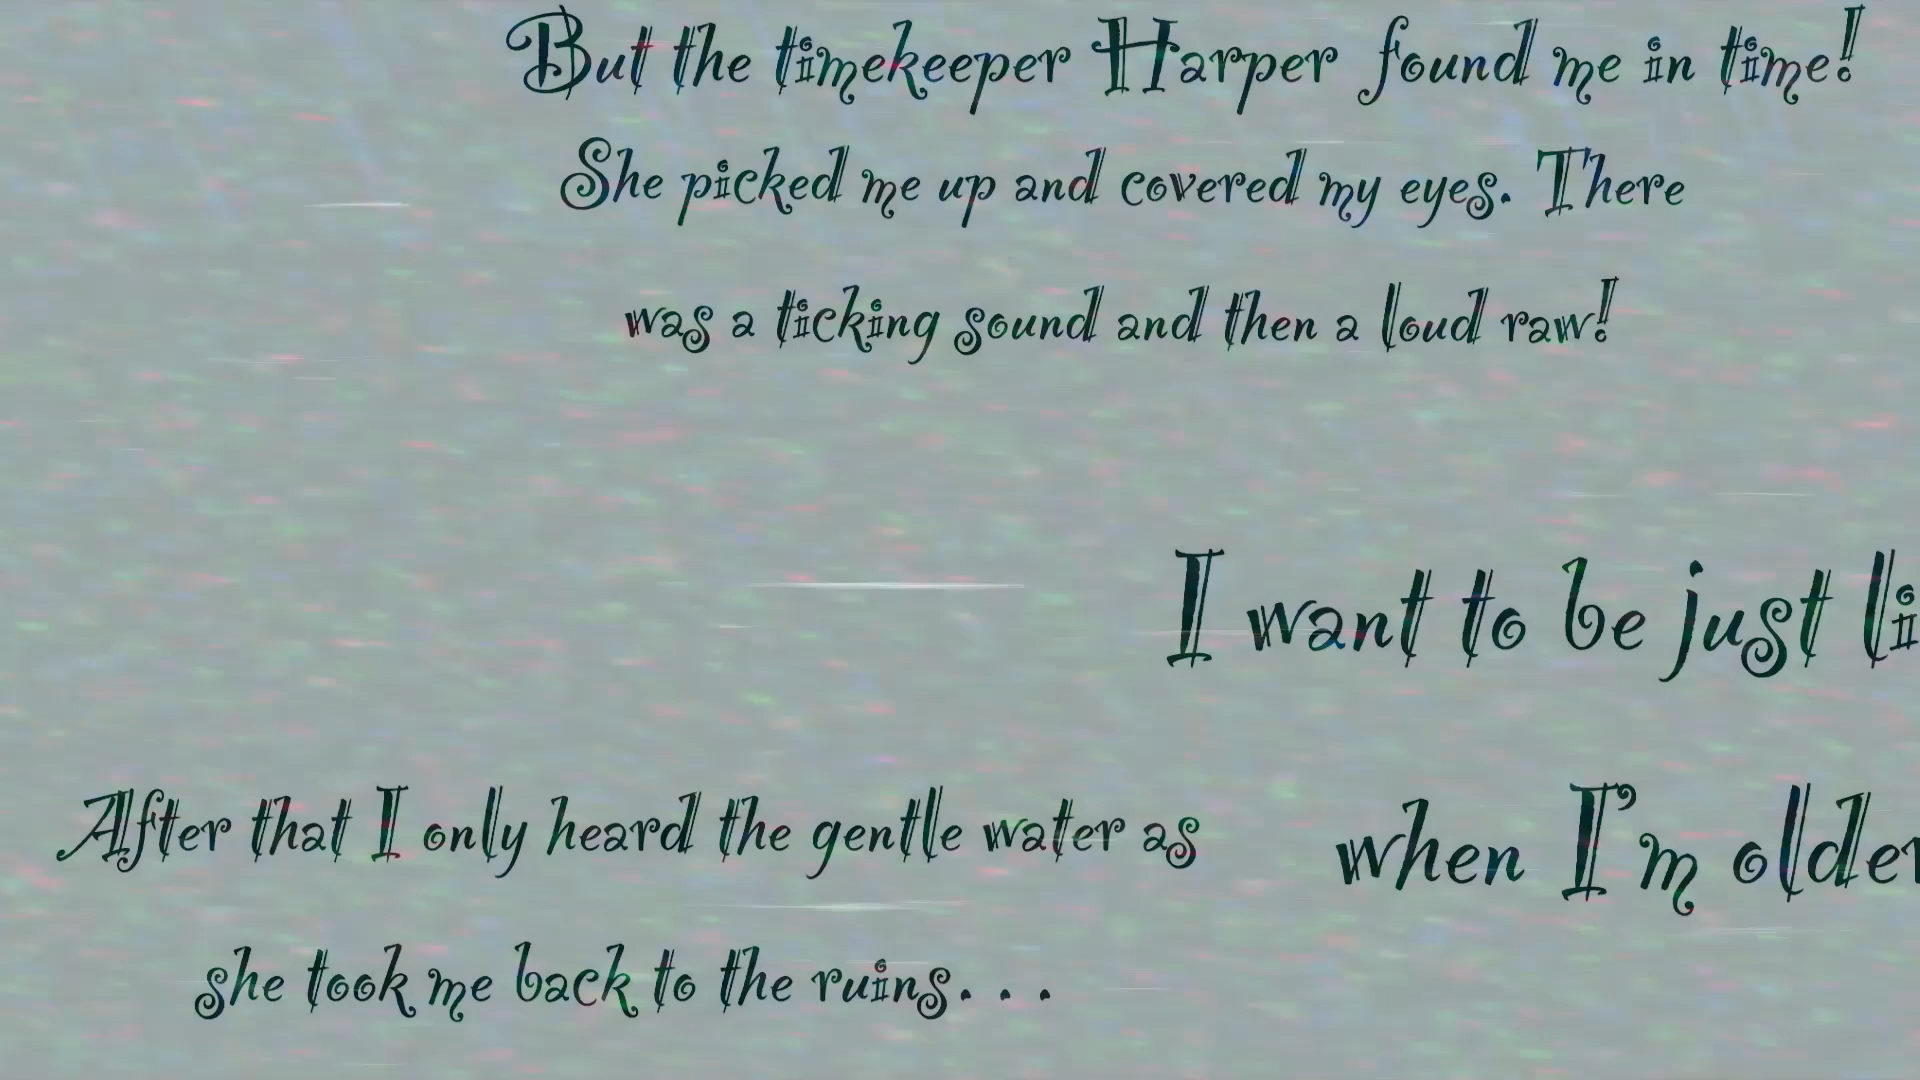 But the timekeeper Harper found me in time!
She picked me up and covered my eyes. There
was a ticking sound and then a loud raw!
After that I only heard the gentle water as
she took me back to the ruins. . .
I want to be just li
when I'm older